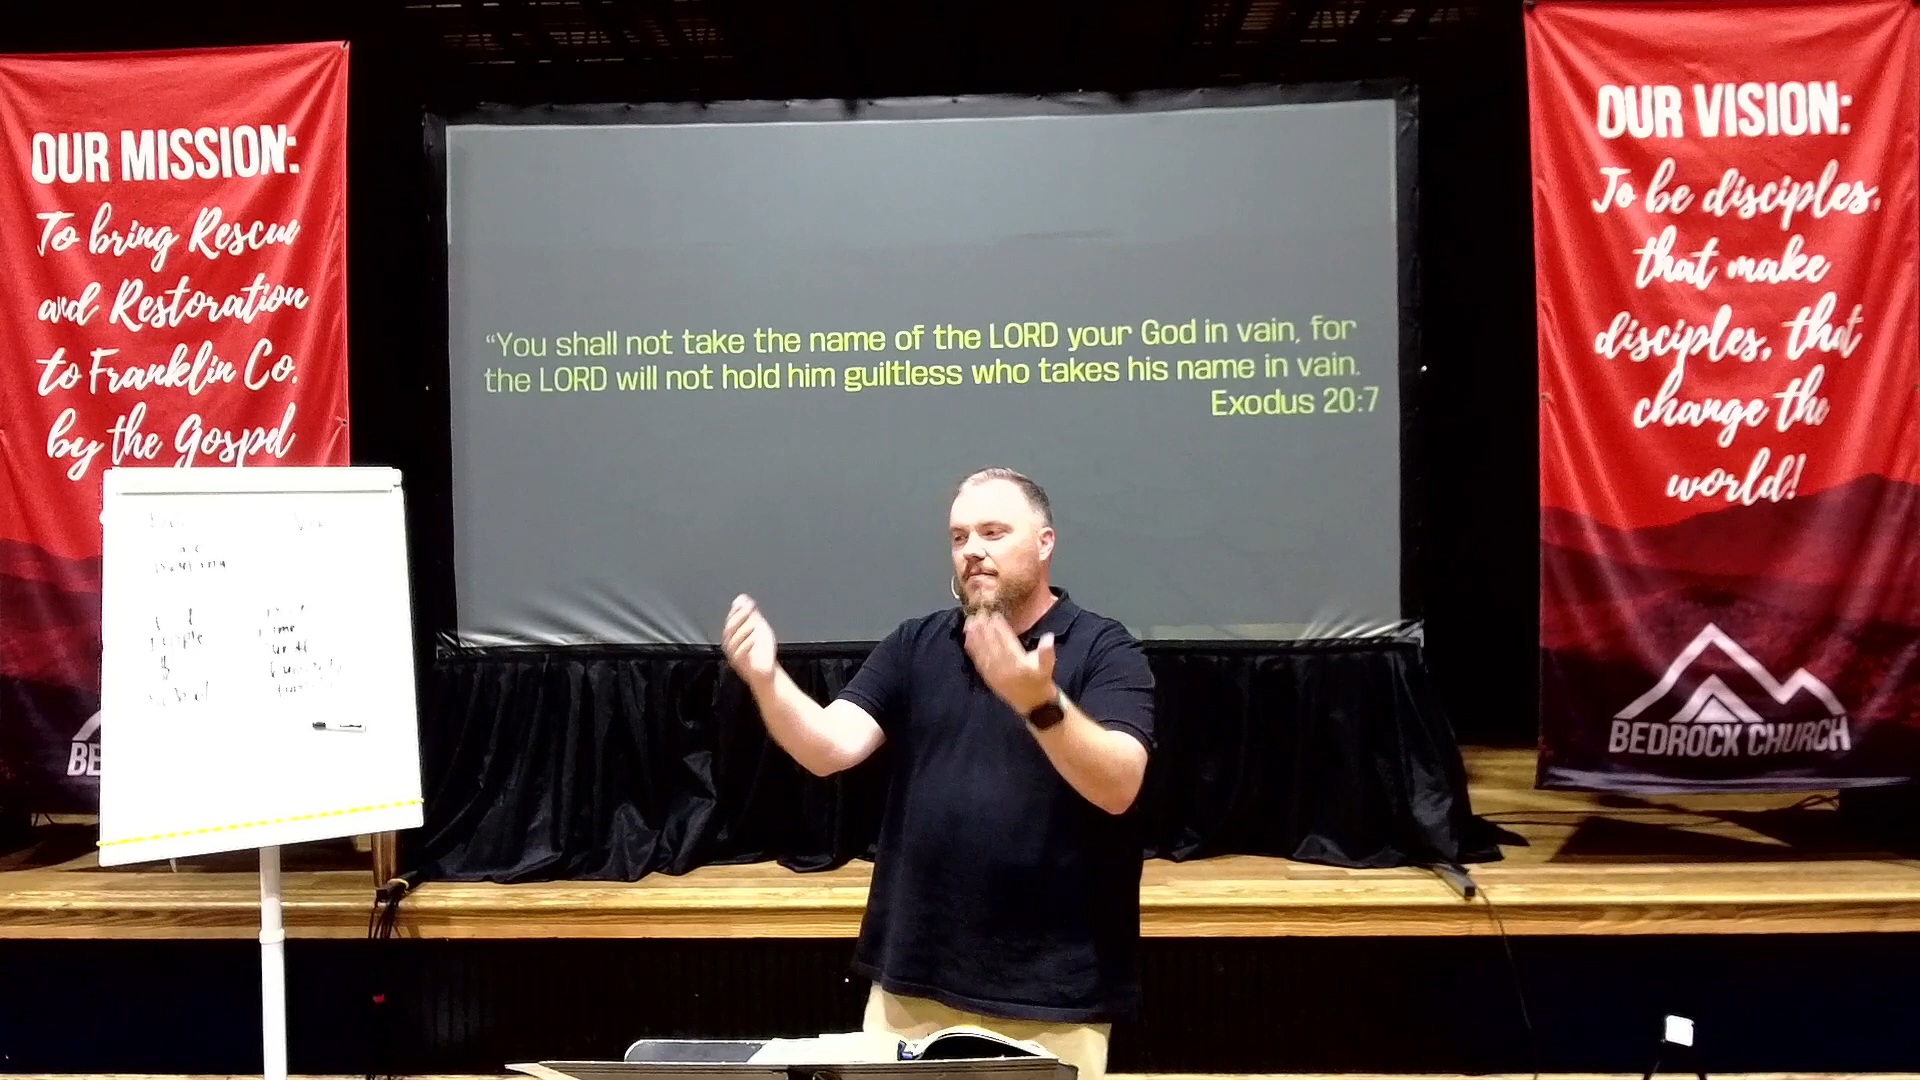 OUR MISSION:
To bring Rescue
and Restoration
to Franklin Co.
by the Gospel
BE
“You shall not take the name of the LORD your God in vain, for
the LORD will not hold him guiltless who takes his name in vain.
Exodus 20:7
OUR VISION:
To be disciples,
that make
disciples, that
change the
world!
BEDROCK CHURCH
people
$